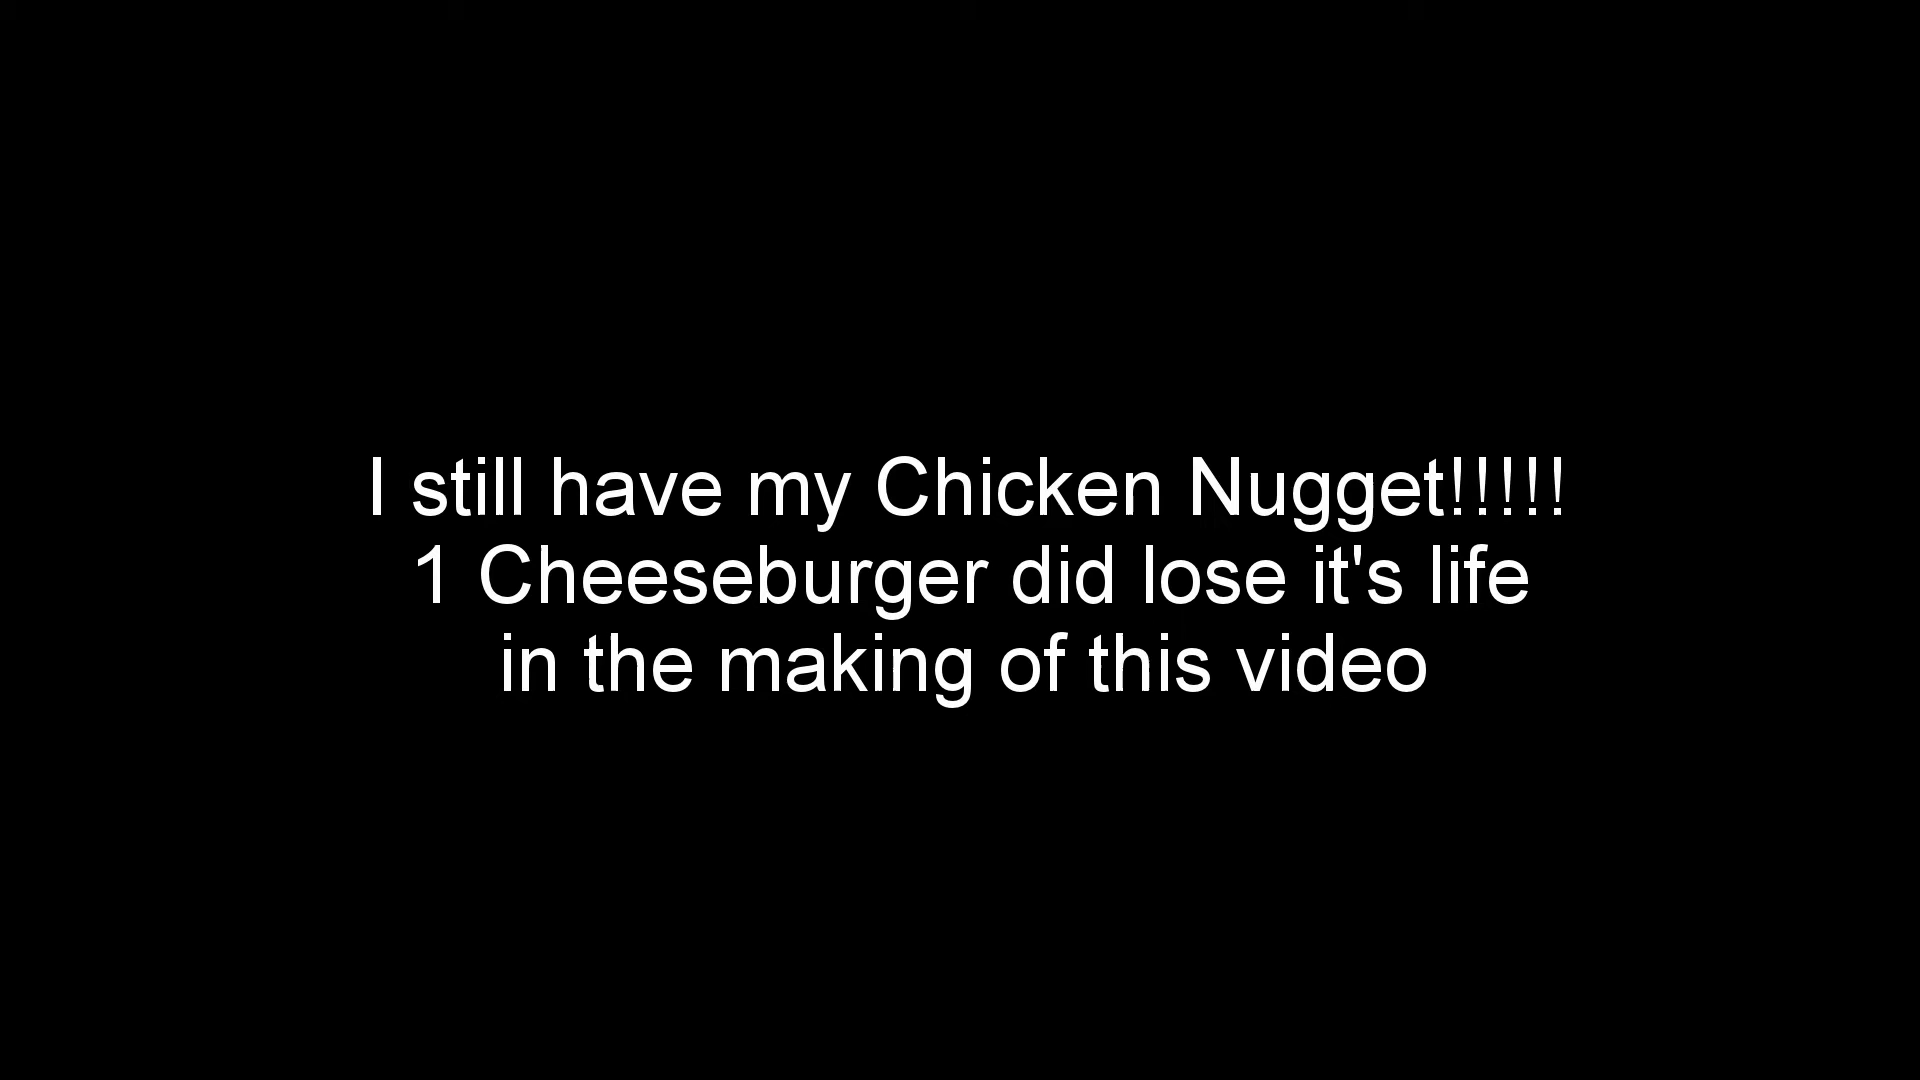 I still have my Chicken Nugget!!!!!
1 Cheeseburger did lose it's life
in the making of this video